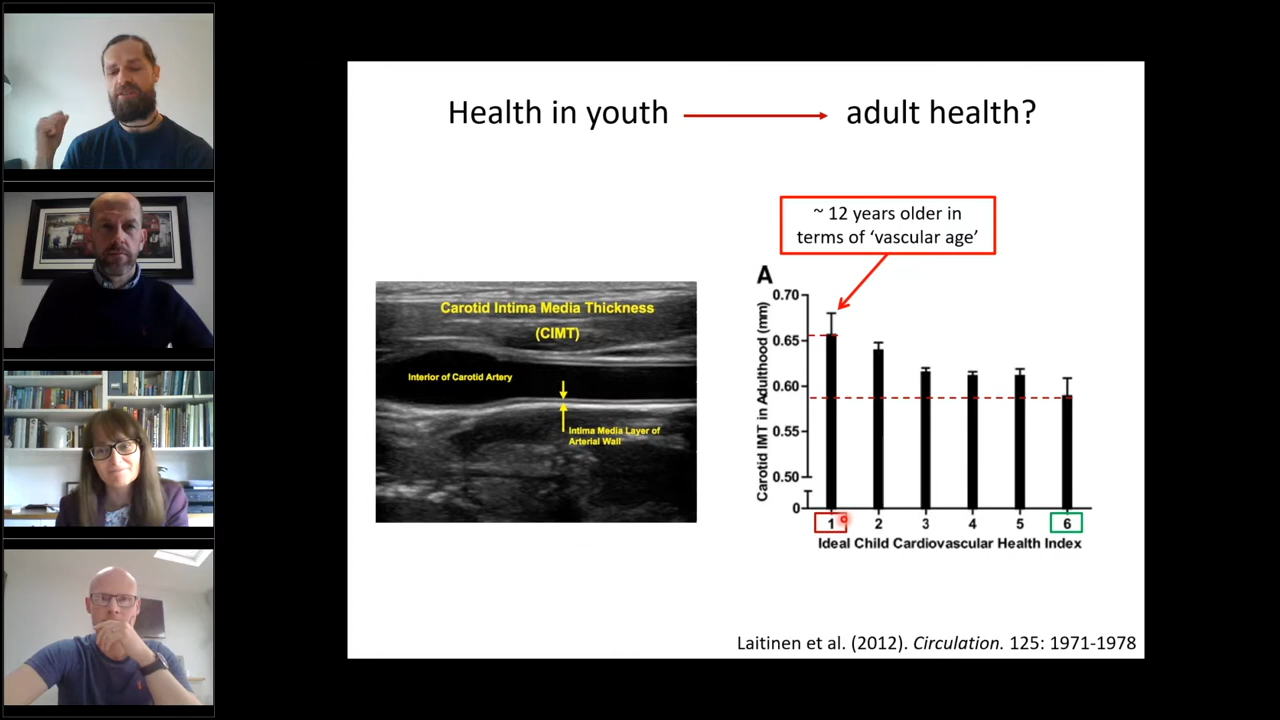 Health in youth
adult health?
~ 12 years older in
terms of ‘vascular age’
Carotid Intima Media Thickness
(CIMT)
Interior of Carotid Artery
Intima Media Layer of
Arterial Wall
A
Carotid IMT in Adulthood (mm)
0.70
0.65
0.60
0.55
0.50
0
1 2 3 4 5 6
Ideal Child Cardiovascular Health Index
Laitinen et al. (2012). Circulation. 125: 1971-1978